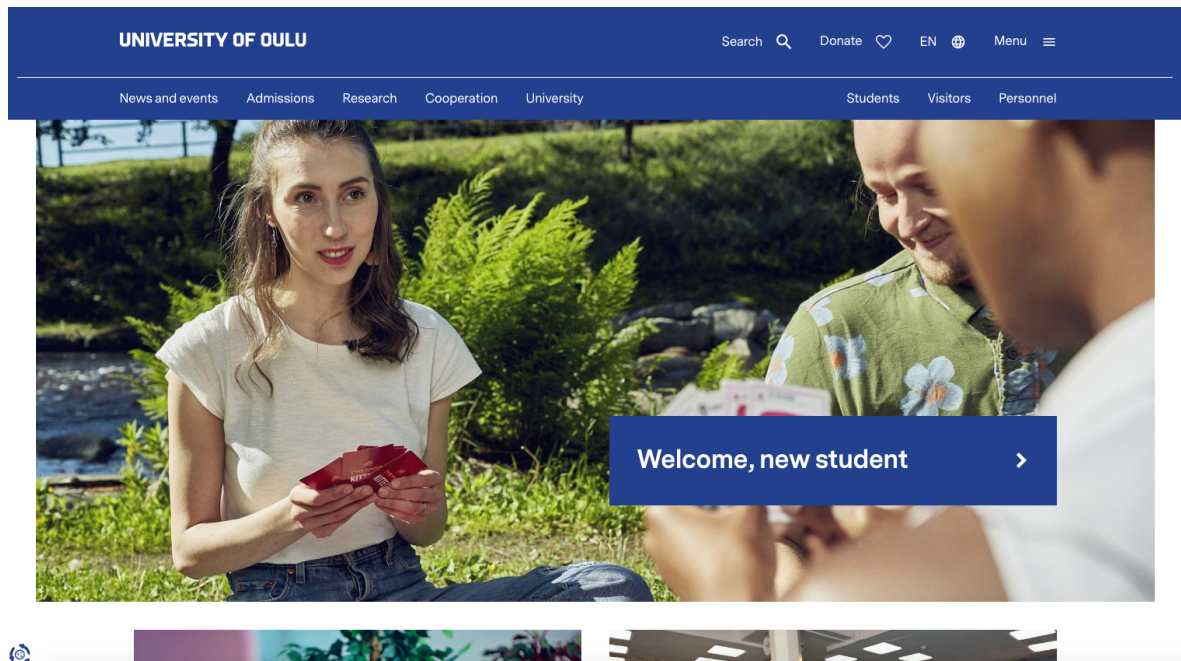 UNIVERSITY OF OULU
Search Donate EN Menu
News and events Admissions Research Cooperation University Students Visitors Personnel
Welcome, new student
KITTE